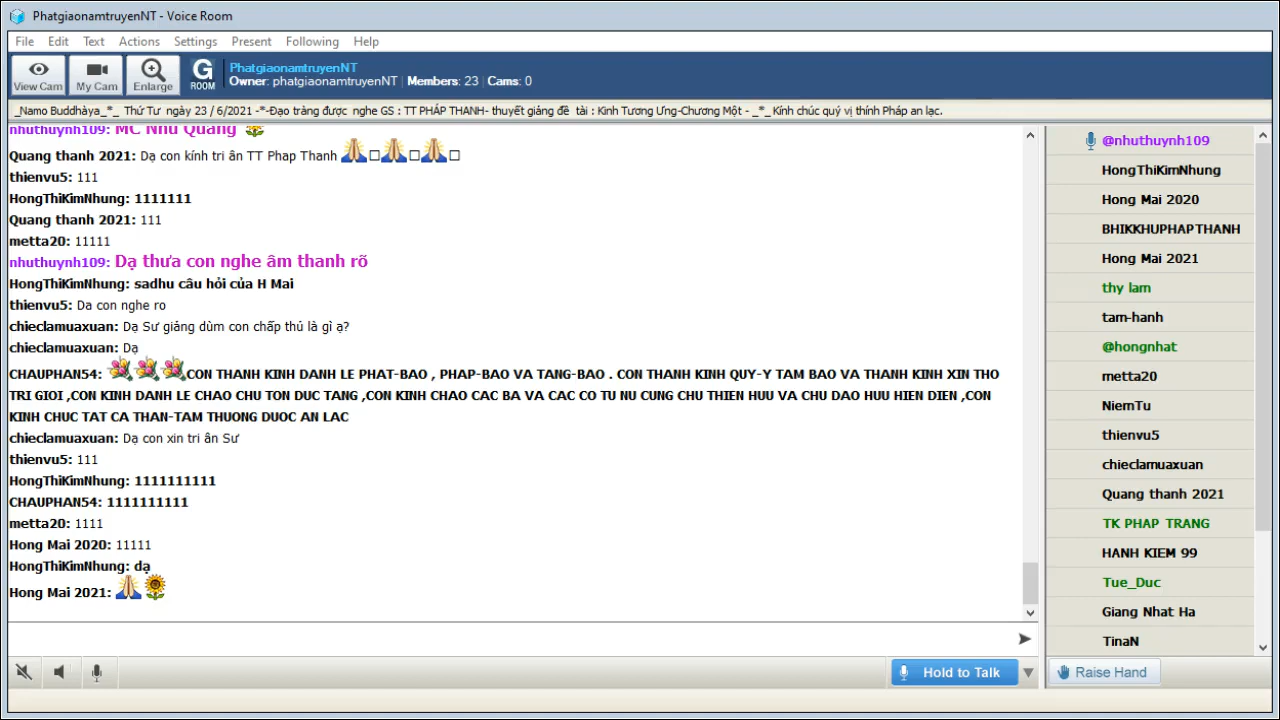 PhatgiaonamtruyenNT - Voice Room
File Edit Text Actions Settings Present Following Help
View Cam My Cam Enlarge G ROOM PhatgiaonamtruyenNT
Owner: phatgiaonamtruyenNT | Members: 23 | Cams: 0
_Namo Buddhàya_*_ Thứ Tư ngày 23 / 6/2021 -*-Đạo tràng được nghe GS : TT PHÁP THANH- thuyết giảng đề tài : Kinh Tương Ưng-Chương Một - _*_Kính chúc quý vị thính Pháp an lạc.
nhuthuynh109: MC Như Quang
Quang thanh 2021: Dạ con kính tri ân TT Phap Thanh
thienvu5: 111
HongThiKimNhung: 1111111
Quang thanh 2021: 111
metta20: 11111
nhuthuynh109: Dạ thưa con nghe âm thanh rõ
HongThiKimNhung: sadhu câu hỏi của H Mai
thienvu5: Da con nghe ro
chieclamuaxuan: Dạ Sư giảng dùm con chấp thủ là gì ạ?
chieclamuaxuan: Dạ
CHAUPHAN54: CON THANH KINH DANH LE PHAT-BAO , PHAP-BAO VA TANG-BAO . CON THANH KINH QUY-Y TAM BAO VA THANH KINH XIN THO
TRI GIOI ,CON KINH DANH LE CHAO CHU TON DUC TANG ,CON KINH CHAO CAC BA VA CAC CO TU NU CUNG CHU THIEN HUU VA CHU DAO HUU HIEN DIEN ,CON
KINH CHUC TAT CA THAN-TAM THUONG DUOC AN LAC
chieclamuaxuan: Dạ con xin tri ân Sư
thienvu5: 111
HongThiKimNhung: 1111111111
CHAUPHAN54: 1111111111
metta20: 1111
Hong Mai 2020: 11111
HongThiKimNhung: dạ
Hong Mai 2021:
@nhuthuynh109
HongThiKimNhung
Hong Mai 2020
BHIKKHUPHAPTHANH
Hong Mai 2021
thy lam
tam-hanh
@hongnhat
metta20
NiemTu
thienvu5
chieclamuaxuan
Quang thanh 2021
TK PHAP TRANG
HANH KIEM 99
Tue_Duc
Giang Nhat Ha
TinaN
Hold to Talk
Raise Hand